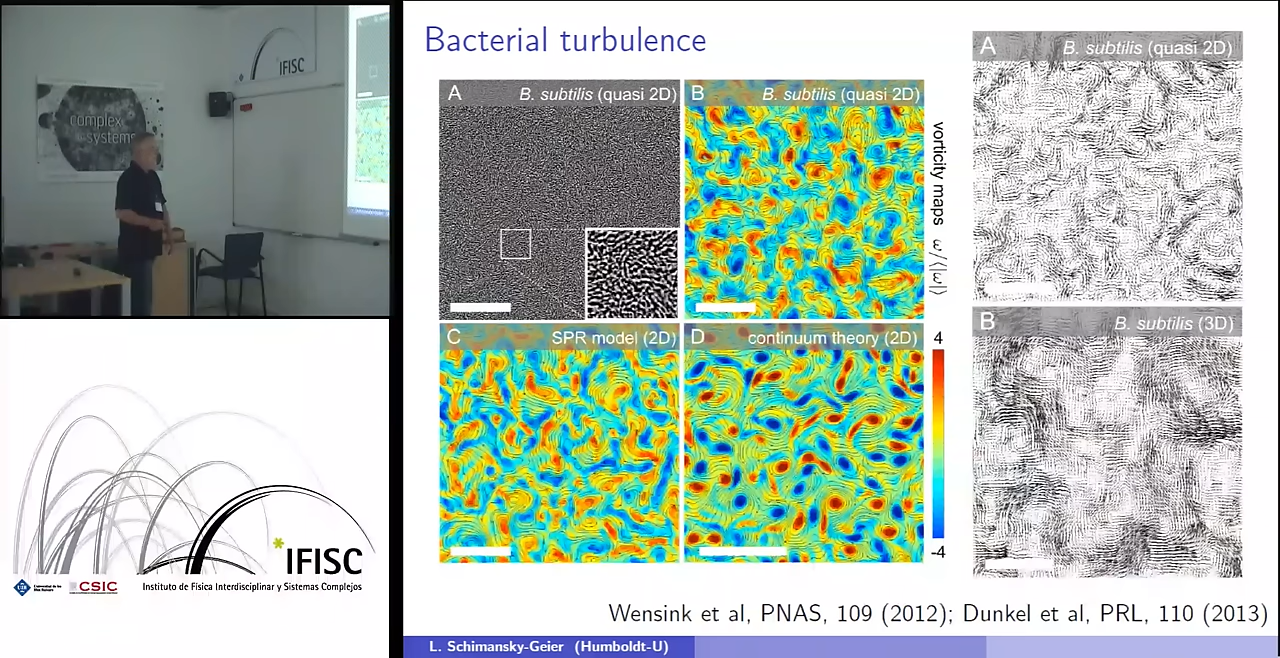 IFISC
complex
systems
Bacterial turbulence
A
B. subtilis (quasi 2D)
B
B. subtilis (quasi 2D)
C
SPR model (2D)
D
continuum theory (2D)
vorticity maps ω/⟨|ω|⟩
4
-4
A
B. subtilis (quasi 2D)
B
B. subtilis (3D)
Wensink et al, PNAS, 109 (2012); Dunkel et al, PRL, 110 (2013)
L. Schimansky-Geier (Humboldt-U)
*IFISC
CSIC
Instituto de Física Interdisciplinar y Sistemas Complejos